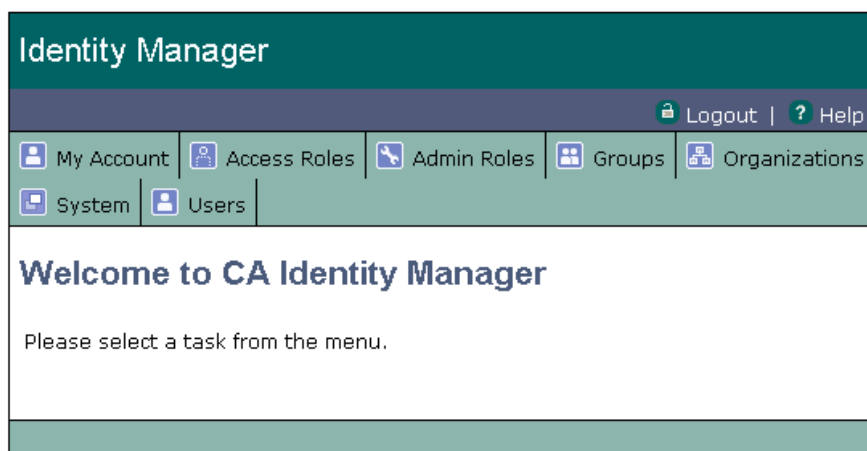 Identity Manager
Logout | ? Help
My Account Access Roles Admin Roles Groups Organizations
System Users
Welcome to CA Identity Manager
Please select a task from the menu.